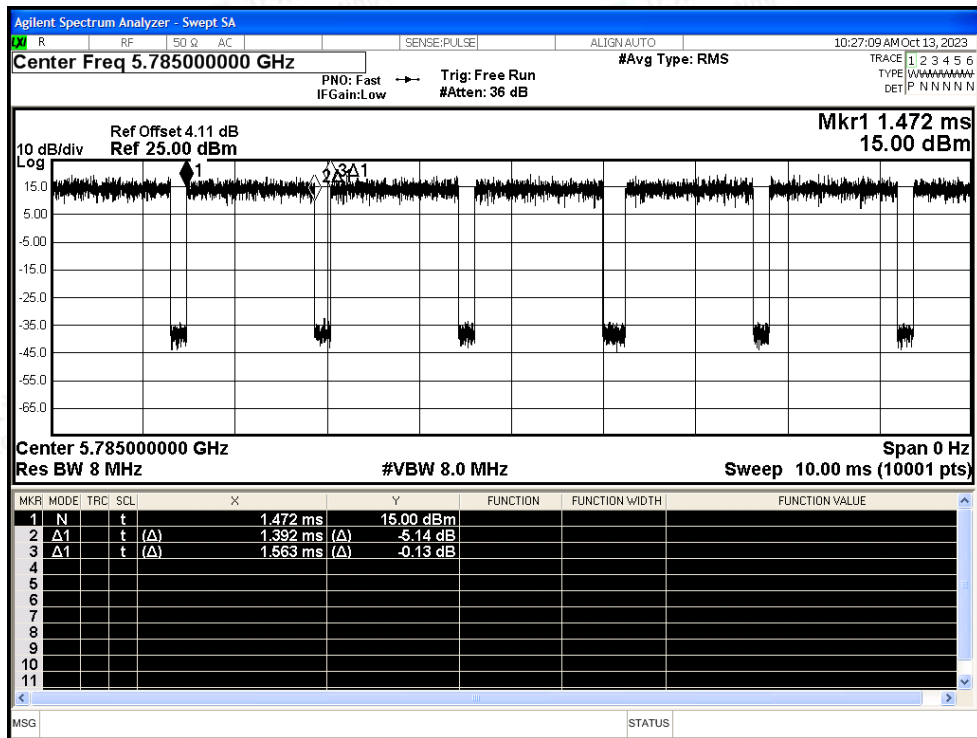 Agilent Spectrum Analyzer - Swept SA
LXI R RF 50 Ω AC SENSE:PULSE ALIGN AUTO 10:27:09 AM Oct 13, 2023
Center Freq 5.785000000 GHz
PNO: Fast
IFGain:Low
Trig: Free Run
#Atten: 36 dB
#Avg Type: RMS
TRACE 1 2 3 4 5 6
TYPE WWWWWW
DET P N N N N N
Mkr1 1.472 ms
15.00 dBm
Ref Offset 4.11 dB
10 dB/div Ref 25.00 dBm
Log
1 2Δ1 3Δ1
15.0
5.00
-5.00
-15.0
-25.0
-35.0
-45.0
-55.0
-65.0
Center 5.785000000 GHz Span 0 Hz
Res BW 8 MHz #VBW 8.0 MHz Sweep 10.00 ms (10001 pts)
MKR MODE TRC SCL X Y FUNCTION FUNCTION WIDTH FUNCTION VALUE
1 N t 1.472 ms 15.00 dBm
2 Δ1 t (Δ) 1.392 ms (Δ) -5.14 dB
3 Δ1 t (Δ) 1.563 ms (Δ) -0.13 dB
4
5
6
7
8
9
10
11
MSG STATUS